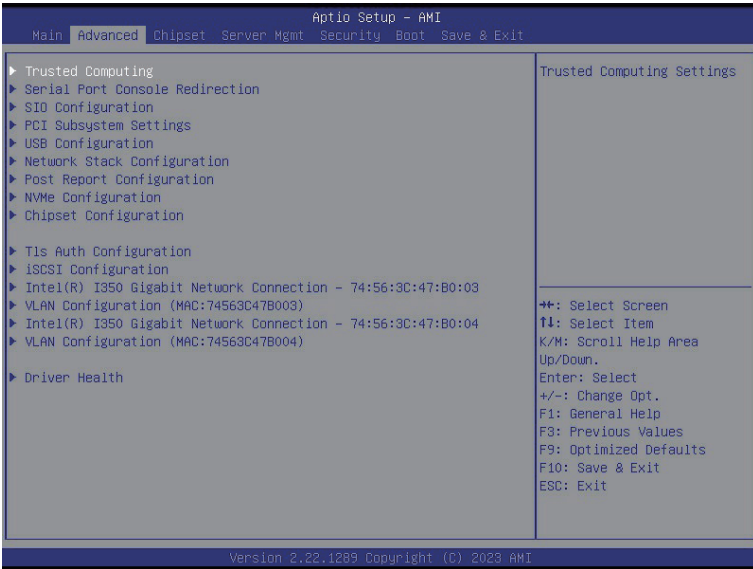 Aptio Setup – AMI
Main Advanced Chipset Server Mgmt Security Boot Save & Exit
Trusted Computing
Serial Port Console Redirection
SIO Configuration
PCI Subsystem Settings
USB Configuration
Network Stack Configuration
Post Report Configuration
NVMe Configuration
Chipset Configuration
Tls Auth Configuration
iSCSI Configuration
Intel(R) I350 Gigabit Network Connection – 74:56:3C:47:B0:03
VLAN Configuration (MAC:74563C47B003)
Intel(R) I350 Gigabit Network Connection – 74:56:3C:47:B0:04
VLAN Configuration (MAC:74563C47B004)
Driver Health
Trusted Computing Settings
→←: Select Screen
↑↓: Select Item
K/M: Scroll Help Area
Up/Down.
Enter: Select
+/-: Change Opt.
F1: General Help
F3: Previous Values
F9: Optimized Defaults
F10: Save & Exit
ESC: Exit
Version 2.22.1289 Copyright (C) 2023 AMI